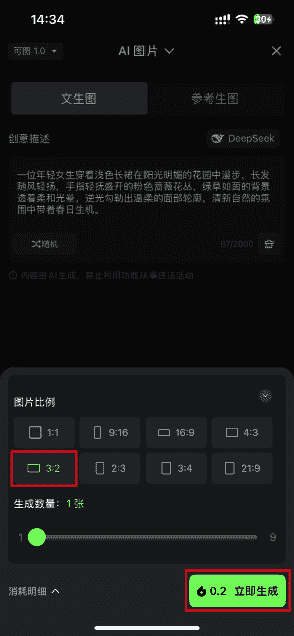 14:34
80
可图 1.0
AI 图片
文生图
参考生图
创意描述
DeepSeek
一位年轻女生穿着浅色长裙在阳光明媚的花园中漫步，长发
随风轻扬，手指轻抚盛开的粉色蔷薇花丛，绿草如茵的背景
透着柔和光晕，逆光勾勒出温柔的面部轮廓，清新自然的氛
围中带着春日生机。
随机
87/2000
内容由AI生成，禁止利用功能从事违法活动
图片比例
1:1
9:16
16:9
4:3
3:2
2:3
3:4
21:9
生成数量：1 张
1
9
消耗明细
0.2 立即生成